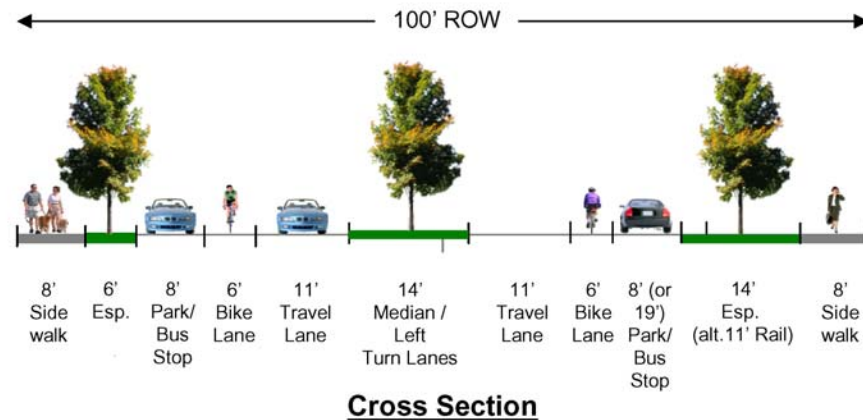 100’ ROW
8’
Side
walk
6’
Esp.
8’
Park/
Bus
Stop
6’
Bike
Lane
11’
Travel
Lane
14’
Median /
Left
Turn Lanes
11’
Travel
Lane
6’
Bike
Lane
8’ (or
19’)
Park/
Bus
Stop
14’
Esp.
(alt.11’ Rail)
8’
Side
walk
Cross Section